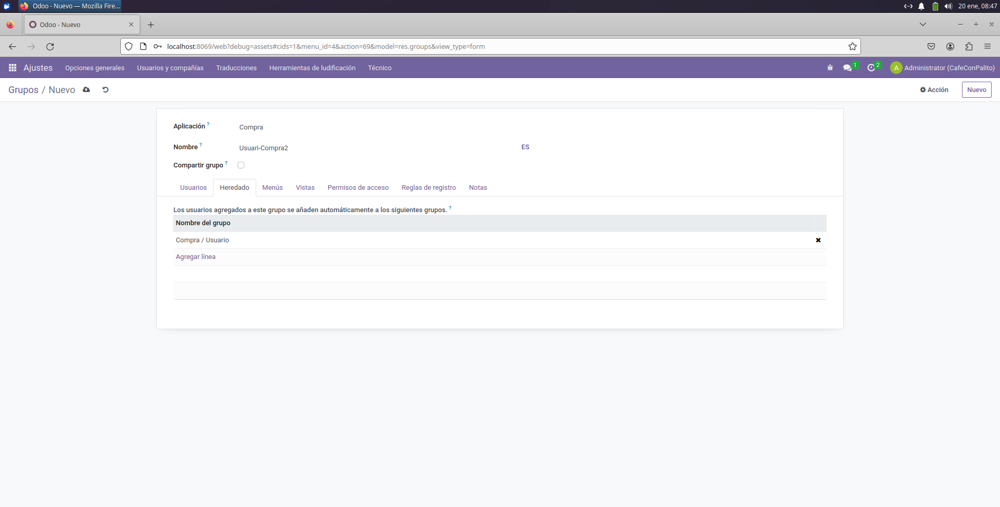 Odoo - Nuevo — Mozilla Fire...
20 ene, 08:47
Odoo - Nuevo
localhost:8069/web?debug=assets#cids=1&menu_id=4&action=69&model=res.groups&view_type=form
Ajustes Opciones generales Usuarios y compañías Traducciones Herramientas de ludificación Técnico 1 2 A Administrator (CafeConPalito)
Grupos / Nuevo Acción Nuevo
Aplicación ? Compra
Nombre ? Usuari-Compra2 ES
Compartir grupo ?
Usuarios Heredado Menús Vistas Permisos de acceso Reglas de registro Notas
Los usuarios agregados a este grupo se añaden automáticamente a los siguientes grupos. ?
Nombre del grupo
Compra / Usuario
Agregar línea